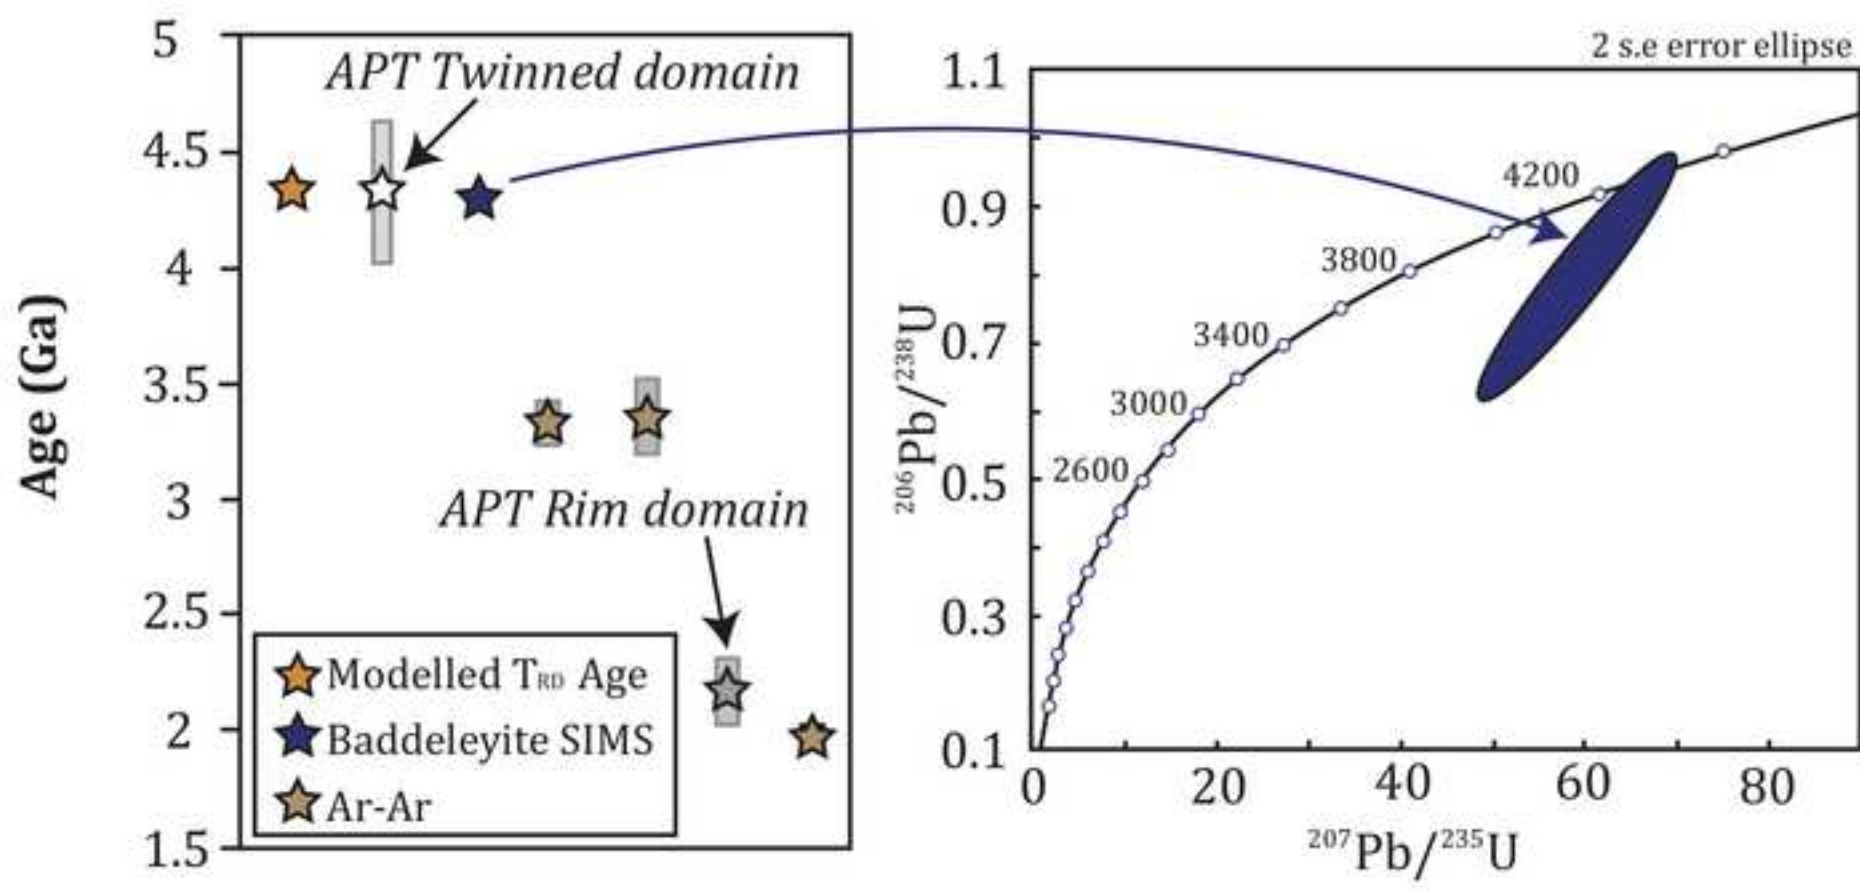 5
4.5
4
3.5
3
2.5
2
1.5
Age (Ga)
APT Twinned domain
APT Rim domain
Modelled TRD Age
Baddeleyite SIMS
Ar-Ar
2 s.e error ellipse
1.1
0.9
0.7
0.5
0.3
0.1
206Pb/238U
4200
3800
3400
3000
2600
0 20 40 60 80
207Pb/235U